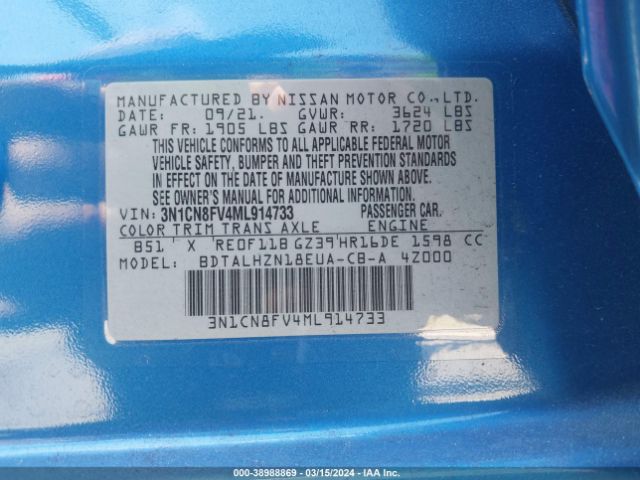 MANUFACTURED BY NISSAN MOTOR CO.,LTD.
DATE: 09/21. GVWR: 3624 LBS
GAWR FR: 1905 LBS GAWR RR: 1720 LBS
THIS VEHICLE CONFORMS TO ALL APPLICABLE FEDERAL MOTOR
VEHICLE SAFETY, BUMPER AND THEFT PREVENTION STANDARDS
IN EFFECT ON THE DATE OF MANUFACTURE SHOWN ABOVE.
SEE OWNER'S MANUAL FOR ADDITIONAL INFORMATION.
VIN: 3N1CN8FV4ML914733 PASSENGER CAR.
COLOR TRIM TRANS AXLE ENGINE
B51 X RE0F11B GZ39 HR16DE 1598 CC
MODEL: BDTALHZN18EUA-CB-A 4Z000
3N1CN8FV4ML914733
000-38988869 | 03/15/2024 - IAA Inc.